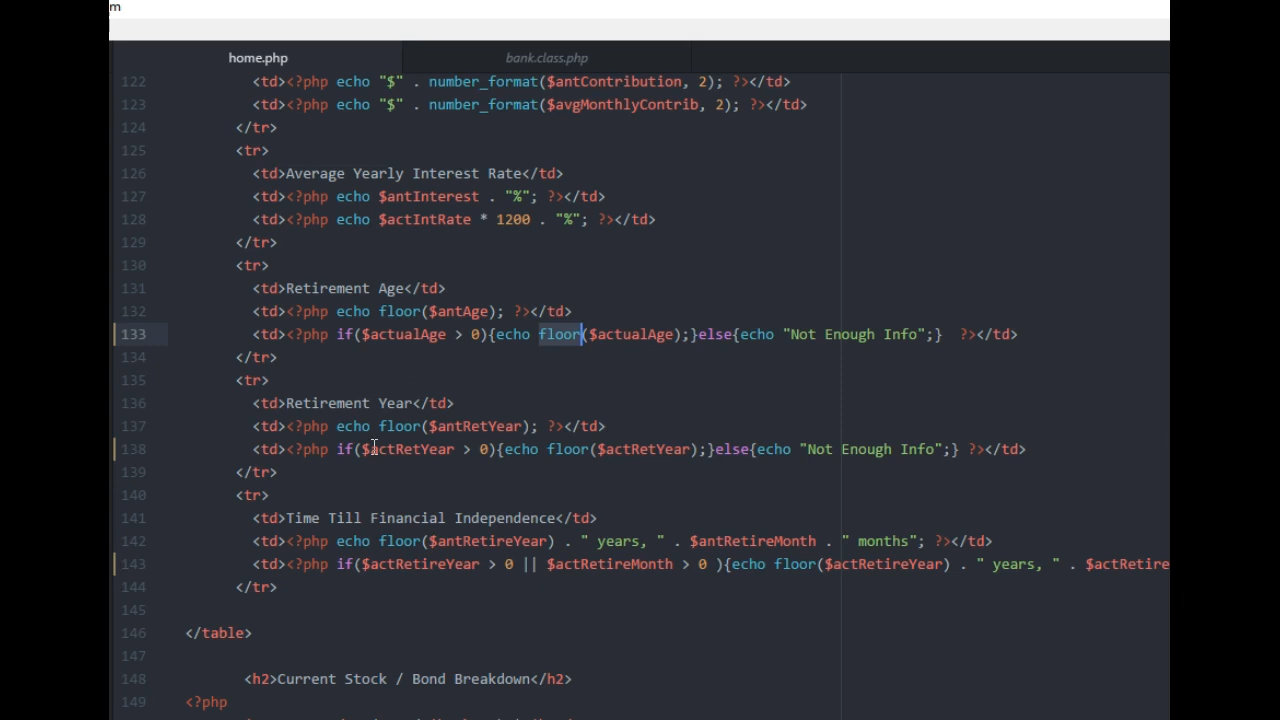 m
home.php
bank.class.php
122 <td><?php echo "$" . number_format($antContribution, 2); ?></td>
123 <td><?php echo "$" . number_format($avgMonthlyContrib, 2); ?></td>
124 </tr>
125 <tr>
126 <td>Average Yearly Interest Rate</td>
127 <td><?php echo $antInterest . "%"; ?></td>
128 <td><?php echo $actIntRate * 1200 . "%"; ?></td>
129 </tr>
130 <tr>
131 <td>Retirement Age</td>
132 <td><?php echo floor($antAge); ?></td>
133 <td><?php if($actualAge > 0){echo floor($actualAge);}else{echo "Not Enough Info";}  ?></td>
134 </tr>
135 <tr>
136 <td>Retirement Year</td>
137 <td><?php echo floor($antRetYear); ?></td>
138 <td><?php if($actRetYear > 0){echo floor($actRetYear);}else{echo "Not Enough Info";} ?></td>
139 </tr>
140 <tr>
141 <td>Time Till Financial Independence</td>
142 <td><?php echo floor($antRetireYear) . " years, " . $antRetireMonth . " months"; ?></td>
143 <td><?php if($actRetireYear > 0 || $actRetireMonth > 0 ){echo floor($actRetireYear) . " years, " . $actRetire
144 </tr>
145
146 </table>
147
148 <h2>Current Stock / Bond Breakdown</h2>
149 <?php